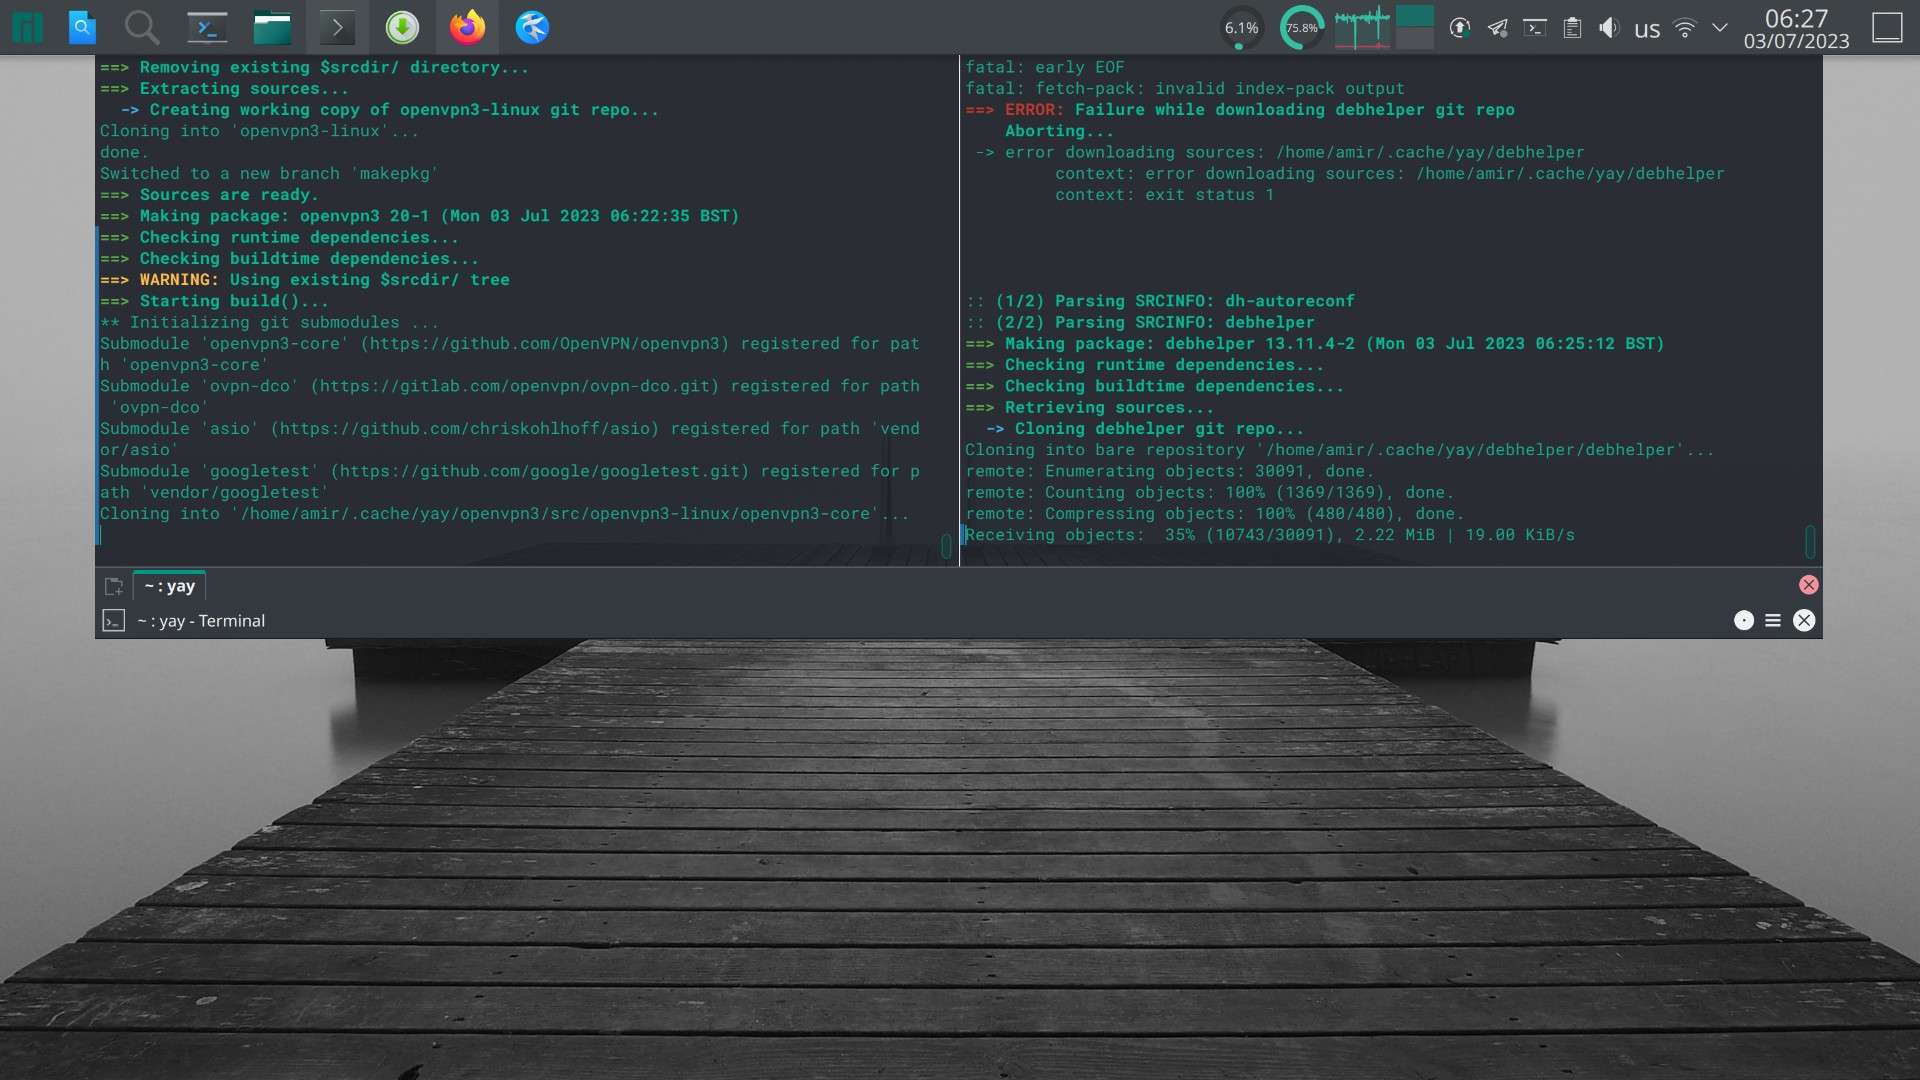 6.1%
75.8%
us
06:27
03/07/2023
==> Removing existing $srcdir/ directory...
==> Extracting sources...
  -> Creating working copy of openvpn3-linux git repo...
Cloning into 'openvpn3-linux'...
done.
Switched to a new branch 'makepkg'
==> Sources are ready.
==> Making package: openvpn3 20-1 (Mon 03 Jul 2023 06:22:35 BST)
==> Checking runtime dependencies...
==> Checking buildtime dependencies...
==> WARNING: Using existing $srcdir/ tree
==> Starting build()...
** Initializing git submodules ...
Submodule 'openvpn3-core' (https://github.com/OpenVPN/openvpn3) registered for pat
h 'openvpn3-core'
Submodule 'ovpn-dco' (https://gitlab.com/openvpn/ovpn-dco.git) registered for path
 'ovpn-dco'
Submodule 'asio' (https://github.com/chriskohlhoff/asio) registered for path 'vend
or/asio'
Submodule 'googletest' (https://github.com/google/googletest.git) registered for p
ath 'vendor/googletest'
Cloning into '/home/amir/.cache/yay/openvpn3/src/openvpn3-linux/openvpn3-core'...
fatal: early EOF
fatal: fetch-pack: invalid index-pack output
==> ERROR: Failure while downloading debhelper git repo
    Aborting...
 -> error downloading sources: /home/amir/.cache/yay/debhelper
         context: error downloading sources: /home/amir/.cache/yay/debhelper
         context: exit status 1
:: (1/2) Parsing SRCINFO: dh-autoreconf
:: (2/2) Parsing SRCINFO: debhelper
==> Making package: debhelper 13.11.4-2 (Mon 03 Jul 2023 06:25:12 BST)
==> Checking runtime dependencies...
==> Checking buildtime dependencies...
==> Retrieving sources...
  -> Cloning debhelper git repo...
Cloning into bare repository '/home/amir/.cache/yay/debhelper/debhelper'...
remote: Enumerating objects: 30091, done.
remote: Counting objects: 100% (1369/1369), done.
remote: Compressing objects: 100% (480/480), done.
Receiving objects:  35% (10743/30091), 2.22 MiB | 19.00 KiB/s
~ : yay
~ : yay - Terminal